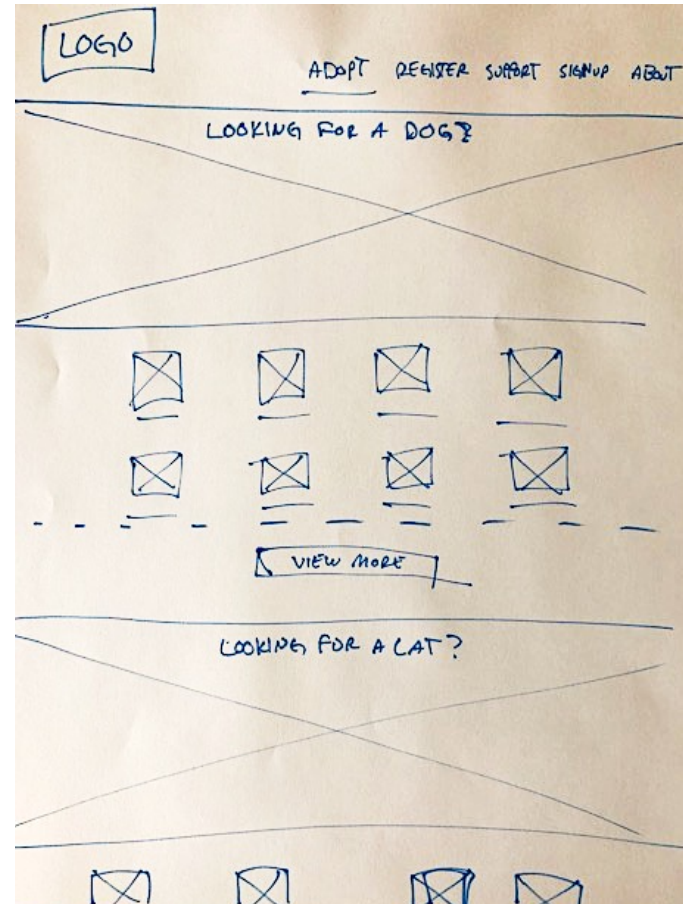 LOGO
ADOPT REGISTER SUPPORT SIGNUP ABOUT
LOOKING FOR A DOG?
VIEW MORE
LOOKING FOR A CAT?